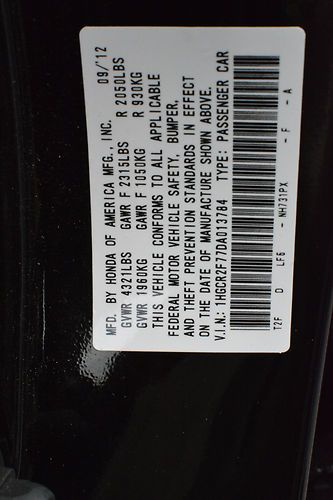 MFD. BY HONDA OF AMERICA MFG., INC. 09/'12
GVWR 4321LBS GAWR F 2315LBS R 2050LBS
GVWR 1960KG GAWR F 1050KG R 930KG
THIS VEHICLE CONFORMS TO ALL APPLICABLE
FEDERAL MOTOR VEHICLE SAFETY, BUMPER,
AND THEFT PREVENTION STANDARDS IN EFFECT
ON THE DATE OF MANUFACTURE SHOWN ABOVE.
V.I.N.: 1HGCR2F77DA013784 TYPE: PASSENGER CAR
NH731PX
T2F D LF6 - F - A